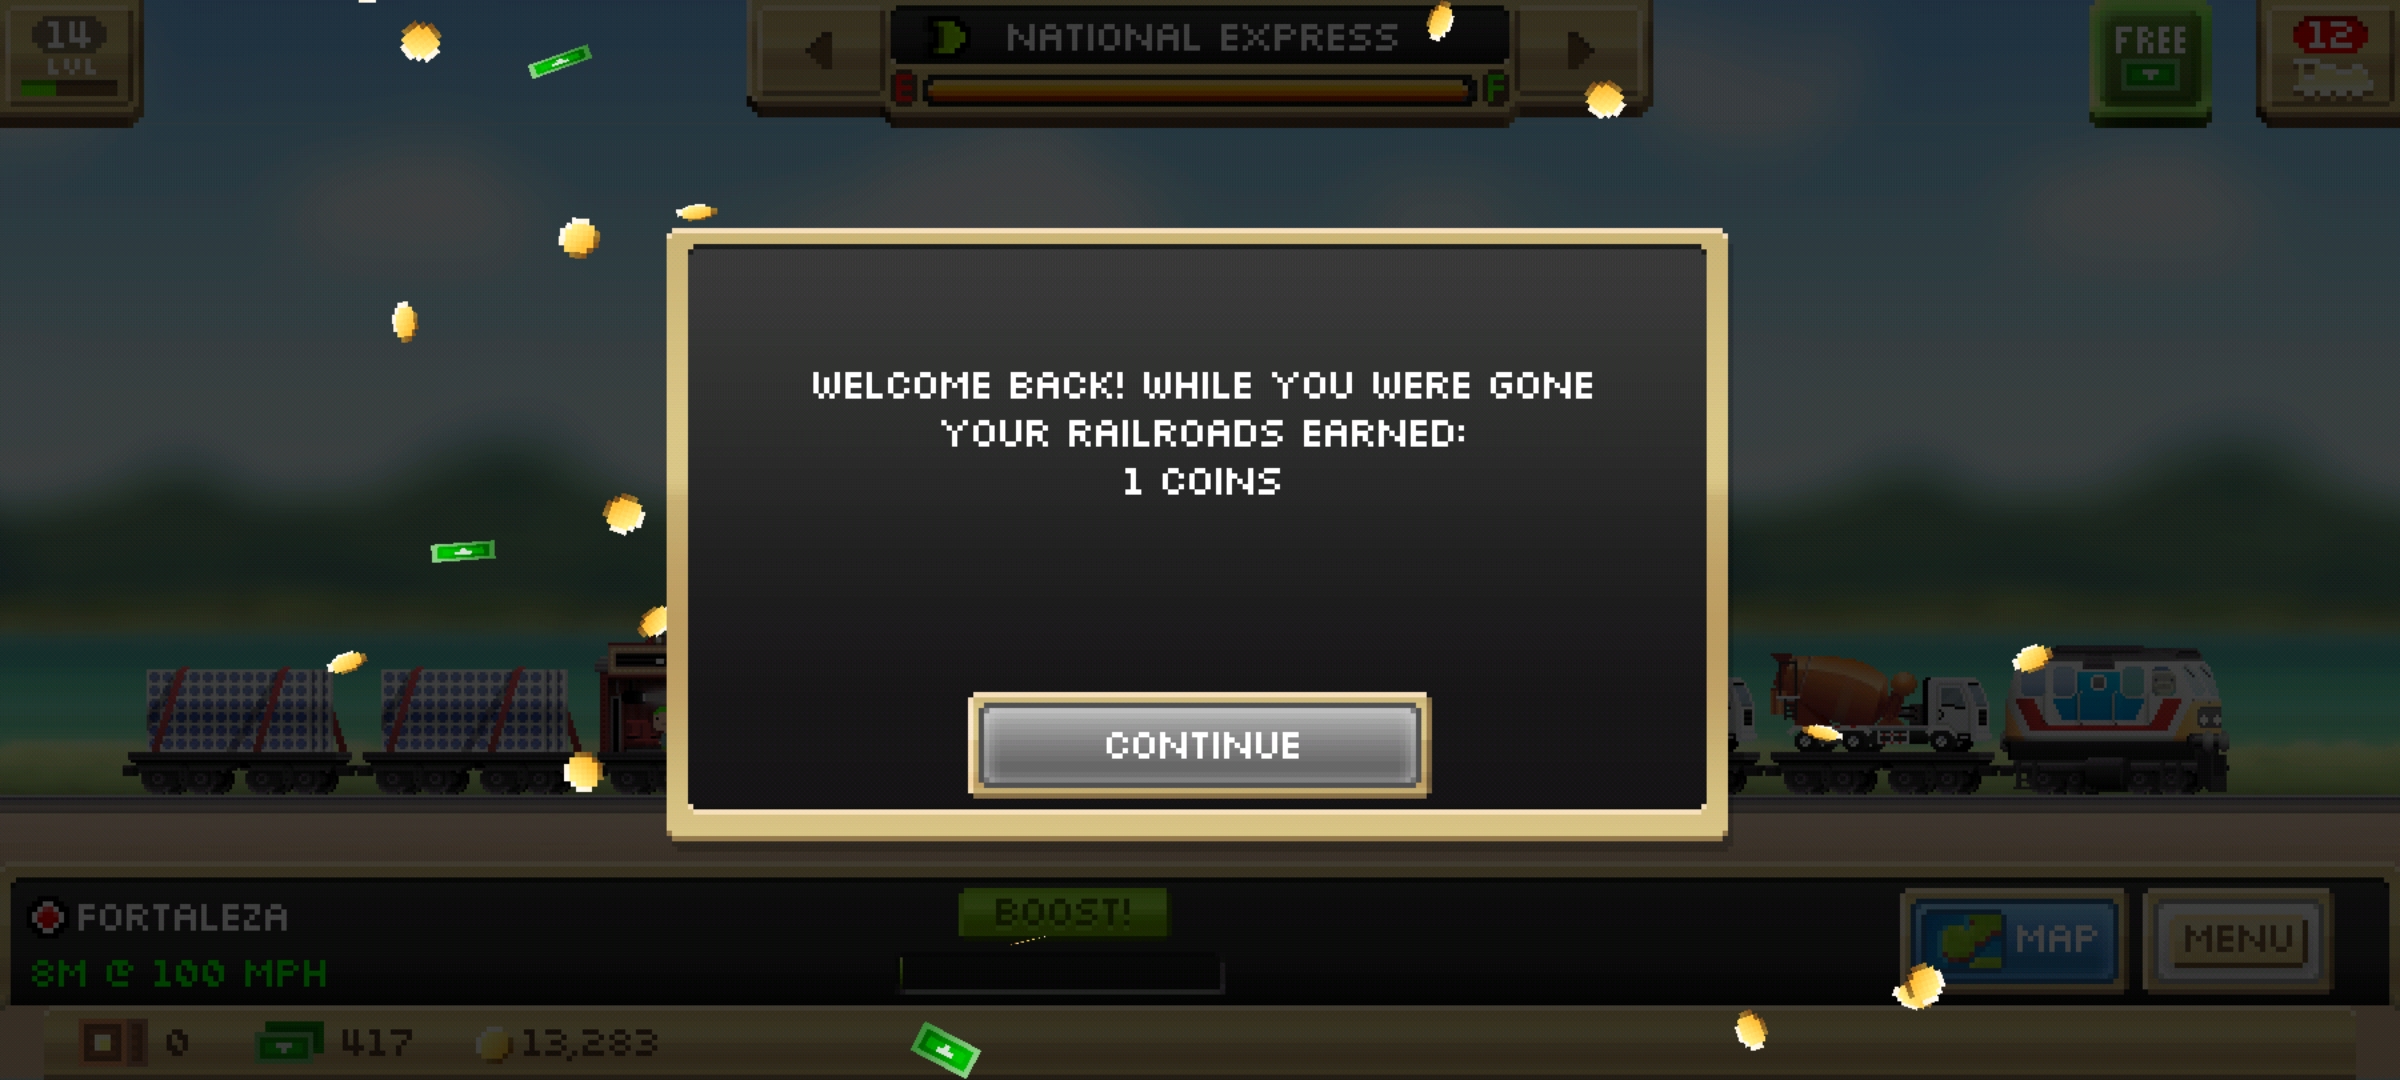 14
LVL
NATIONAL EXPRESS
E
F
FREE
12
WELCOME BACK! WHILE YOU WERE GONE
YOUR RAILROADS EARNED:
1 COINS
CONTINUE
FORTALEZA
8M @ 100 MPH
BOOST!
MAP
MENU
0
417
13,283